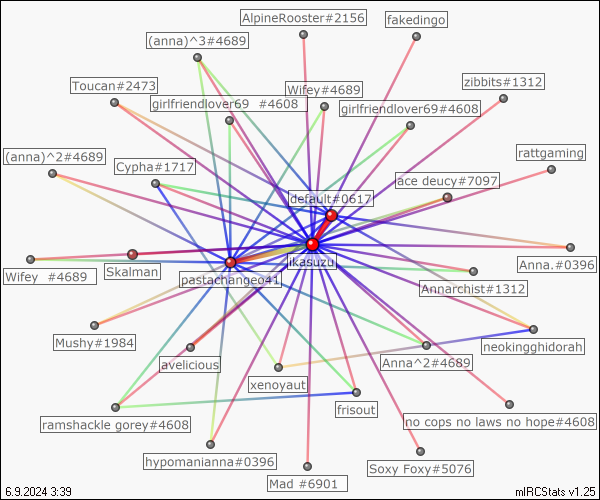 AlpineRooster#2156
fakedingo
(anna)^3#4689
Toucan#2473
Wifey#4689
zibbits#1312
girlfriendlover69 #4608
girlfriendlover69#4608
(anna)^2#4689
Cypha#1717
rattgaming
ace deucy#7097
default#0617
ikasuzu
Anna.#0396
Wifey #4689
Skalman
pastachangeo41
Annarchist#1312
Mushy#1984
avelicious
Anna^2#4689
neokingghidorah
xenoyaut
frisout
ramshackle gorey#4608
no cops no laws no hope#4608
hypomanianna#0396
Mad #6901
Soxy Foxy#5076
6.9.2024 3:39
mIRCStats v1.25